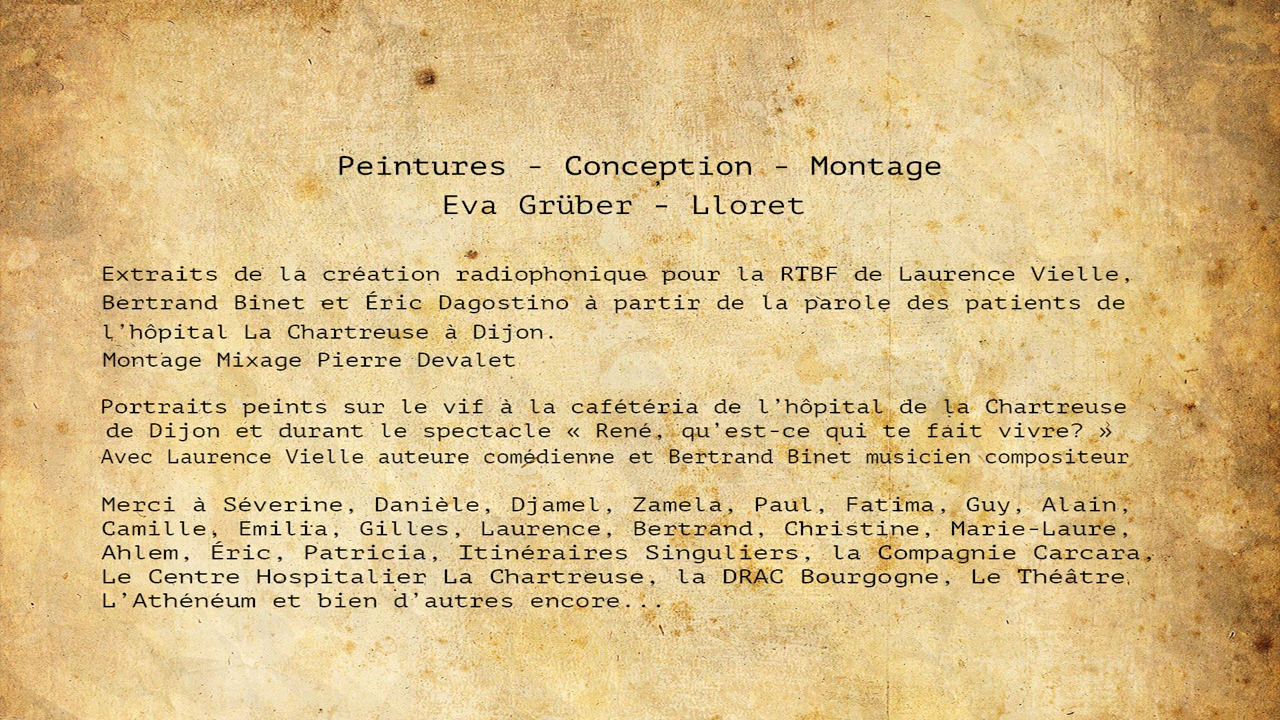 Peintures - Conception - Montage
Eva Grüber - Lloret
Extraits de la création radiophonique pour la RTBF de Laurence Vielle,
Bertrand Binet et Éric Dagostino à partir de la parole des patients de
l'hôpital La Chartreuse à Dijon.
Montage Mixage Pierre Devalet
Portraits peints sur le vif à la cafétéria de l'hôpital de la Chartreuse
de Dijon et durant le spectacle « René, qu'est-ce qui te fait vivre? »
Avec Laurence Vielle auteure comédienne et Bertrand Binet musicien compositeur
Merci à Séverine, Danièle, Djamel, Zamela, Paul, Fatima, Guy, Alain,
Camille, Emilia, Gilles, Laurence, Bertrand, Christine, Marie-Laure,
Ahlem, Éric, Patricia, Itinéraires Singuliers, la Compagnie Carcara,
Le Centre Hospitalier La Chartreuse, la DRAC Bourgogne, Le Théâtre
L'Athénéum et bien d'autres encore...